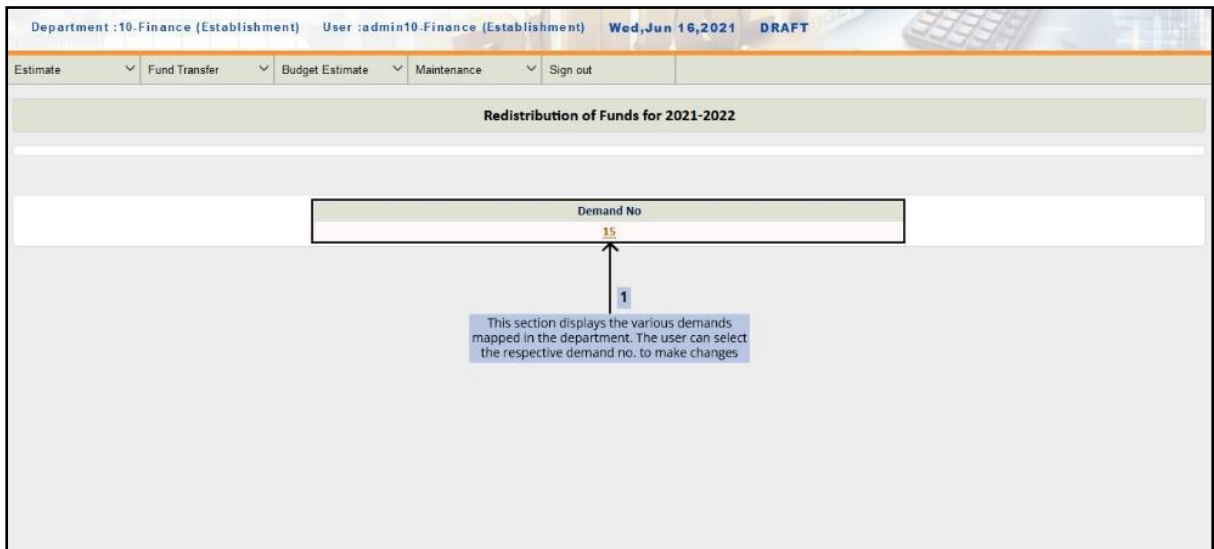 Department :10-Finance (Establishment) User :admin10-Finance (Establishment) Wed,Jun 16,2021 DRAFT
Estimate Fund Transfer Budget Estimate Maintenance Sign out
Redistribution of Funds for 2021-2022
Demand No
15
1
This section displays the various demands
mapped in the department. The user can select
the respective demand no. to make changes